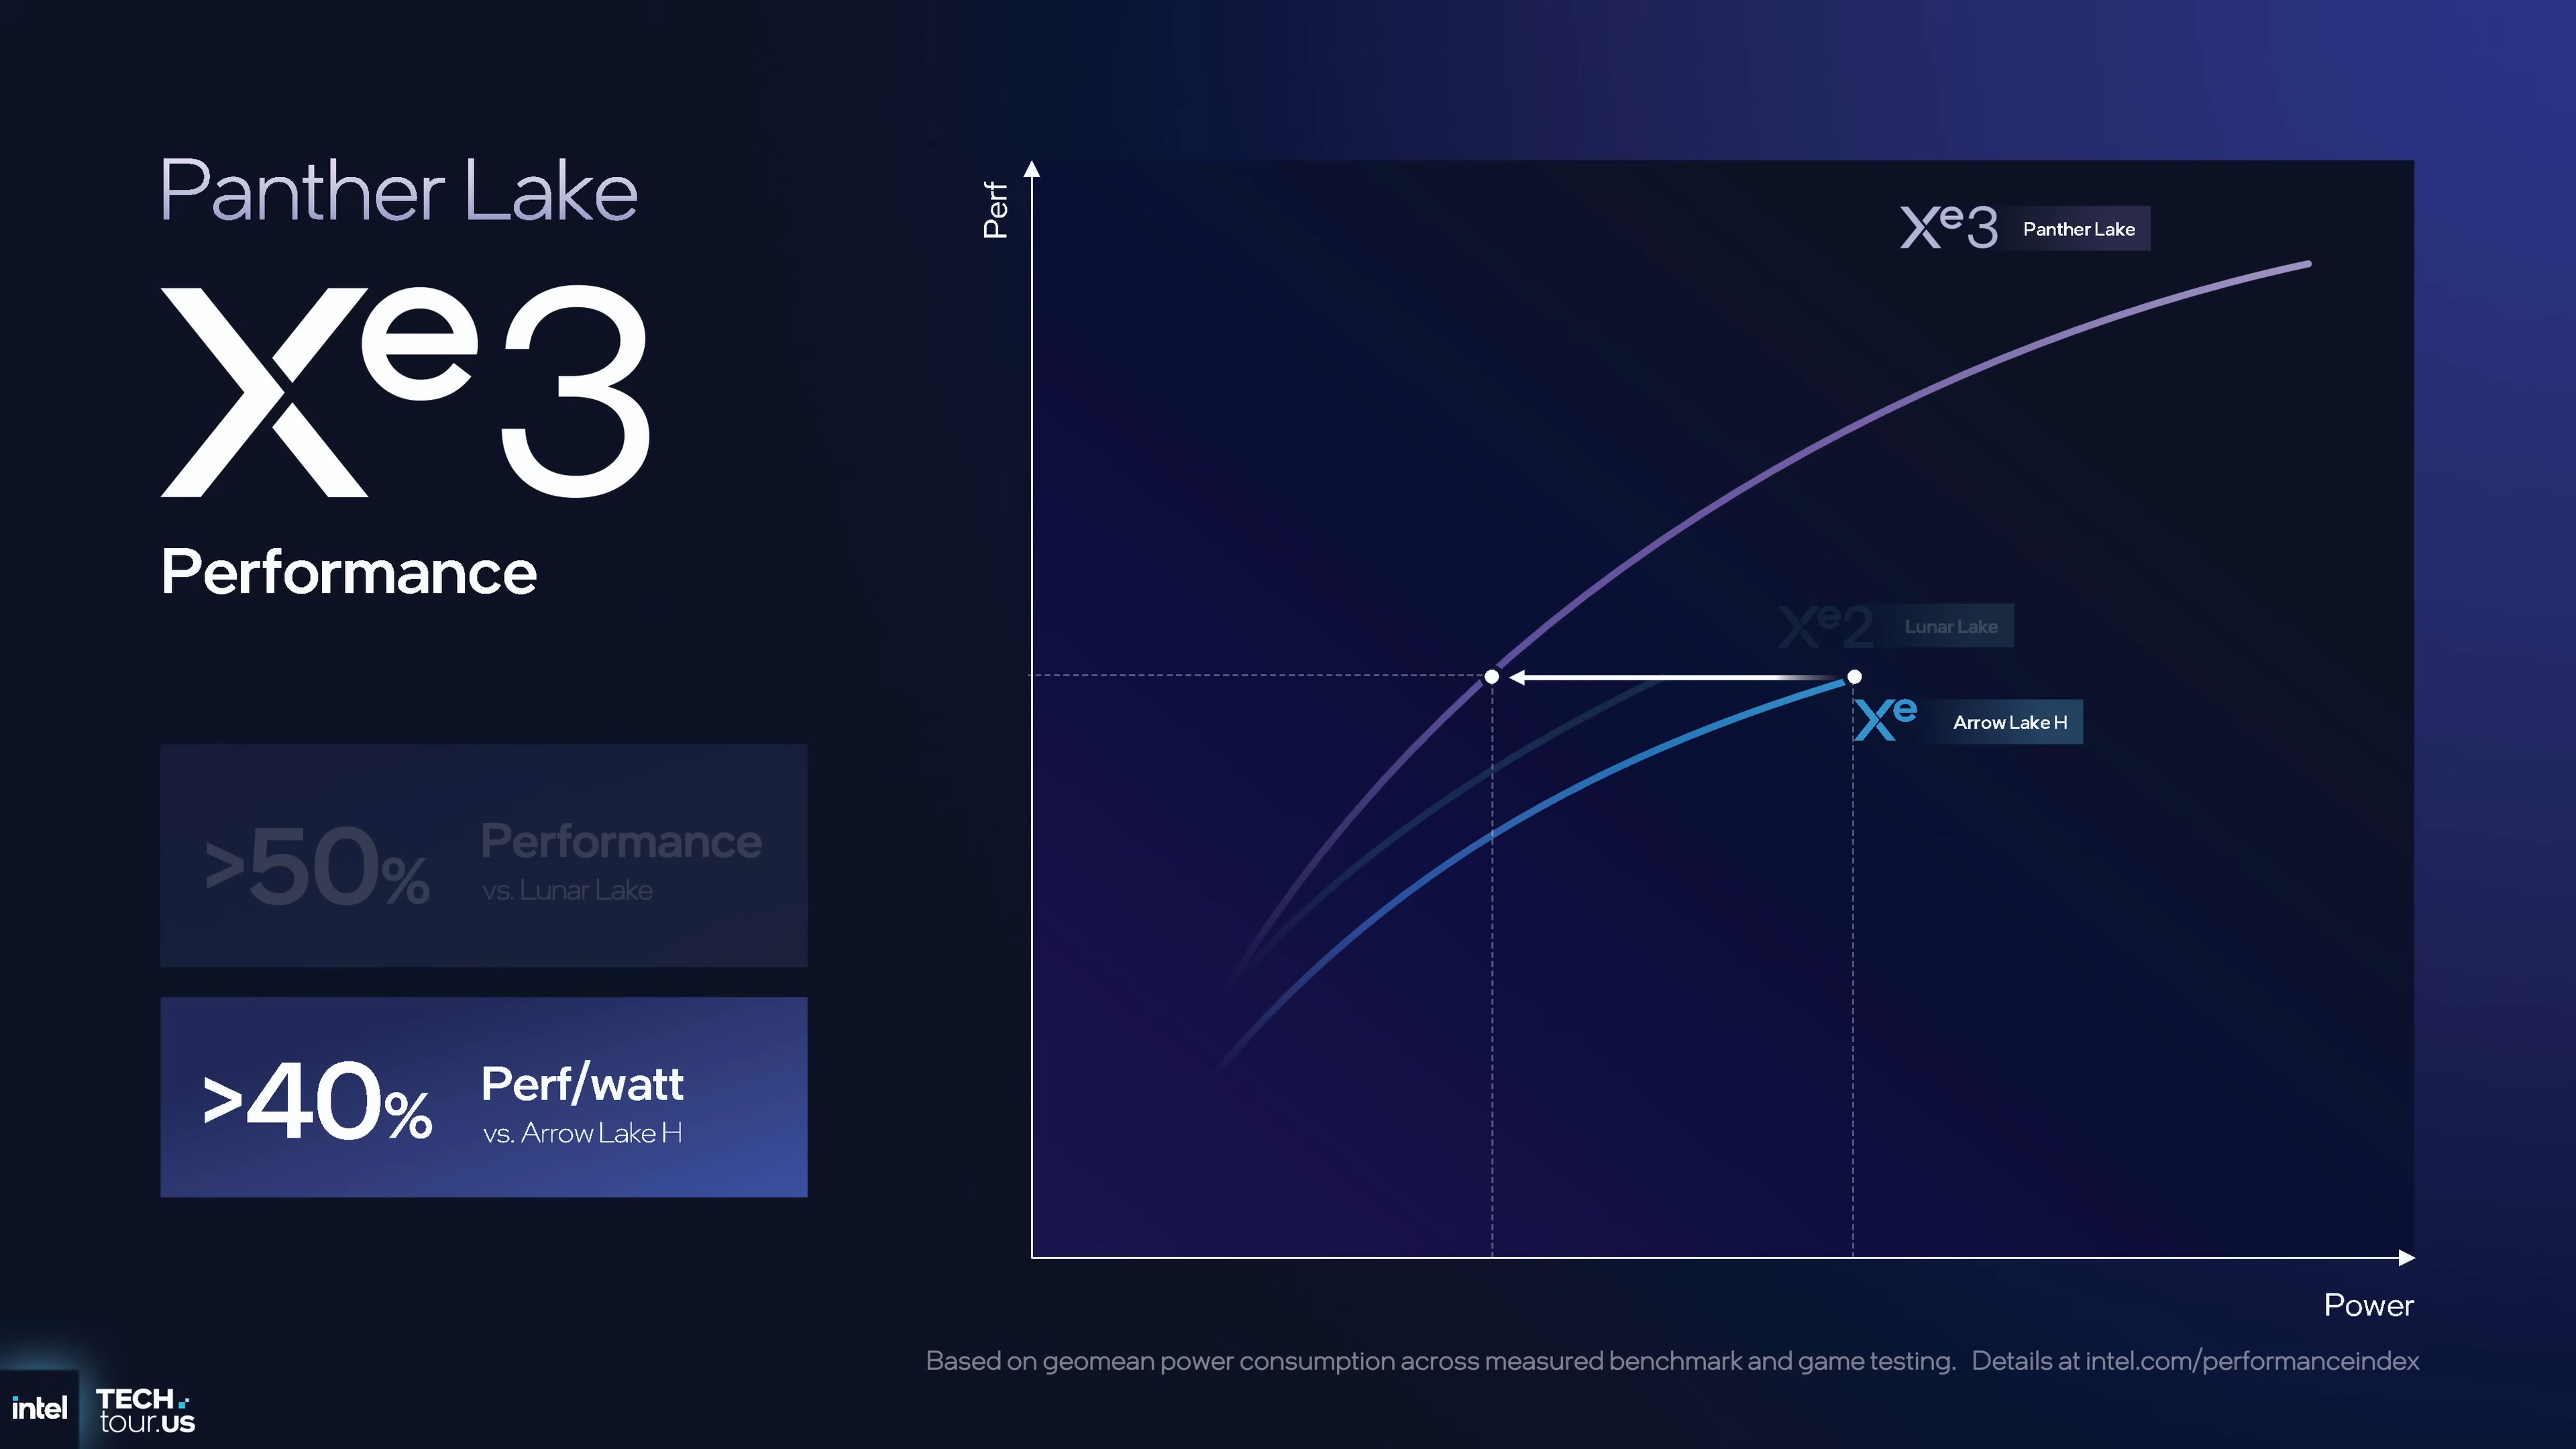 Panther Lake
Xe3
Performance
>50%
Performance
vs. Lunar Lake
>40%
Perf/watt
vs. Arrow Lake H
Perf
Xe3 Panther Lake
Xe2 Lunar Lake
Xe Arrow Lake H
Power
Based on geomean power consumption across measured benchmark and game testing. Details at intel.com/performanceindex
intel
TECH
tour.US